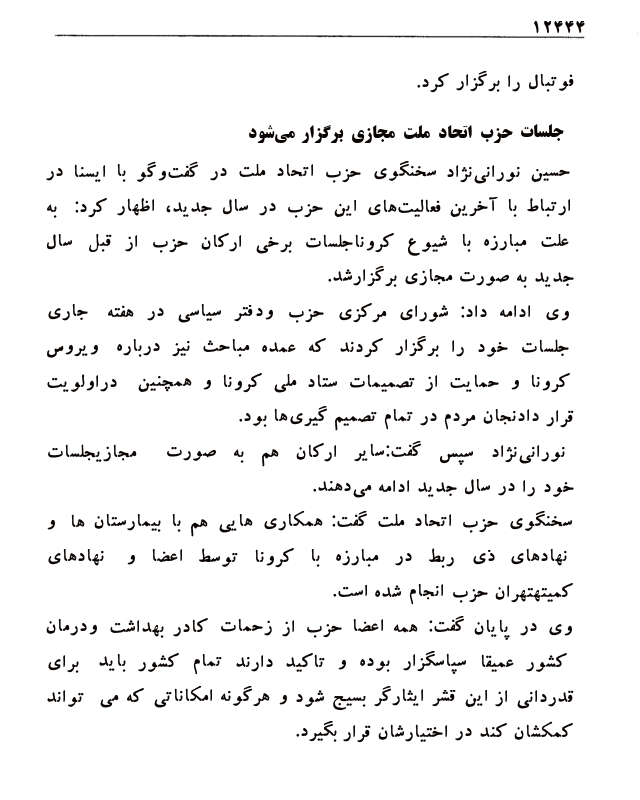 ۱۲۴۴۴
فوتبال را برگزار کرد.
جلسات حزب اتحاد ملت مجازی برگزار می‌شود
حسین نورانی‌نژاد سخنگوی حزب اتحاد ملت در گفت‌وگو با ایسنا در
ارتباط با آخرین فعالیت‌های این حزب در سال جدید، اظهار کرد: به
علت مبارزه با شیوع کروناجلسات برخی ارکان حزب از قبل سال
جدید به صورت مجازی برگزارشد.
وی ادامه داد: شورای مرکزی حزب ودفتر سیاسی در هفته جاری
جلسات خود را برگزار کردند که عمده مباحث نیز درباره ویروس
کرونا و حمایت از تصمیمات ستاد ملی کرونا و همچنین دراولویت
قرار دادنجان مردم در تمام تصمیم گیری‌ها بود.
نورانی‌نژاد سپس گفت:سایر ارکان هم به صورت مجازیجلسات
خود را در سال جدید ادامه می‌دهند.
سخنگوی حزب اتحاد ملت گفت: همکاری هایی هم با بیمارستان ها و
نهادهای ذی ربط در مبارزه با کرونا توسط اعضا و نهادهای
کمیتهتهران حزب انجام شده است.
وی در پایان گفت: همه اعضا حزب از زحمات کادر بهداشت ودرمان
کشور عمیقا سپاسگزار بوده و تاکید دارند تمام کشور باید برای
قدردانی از این قشر ایثارگر بسیج شود و هرگونه امکاناتی که می تواند
کمکشان کند در اختیارشان قرار بگیرد.